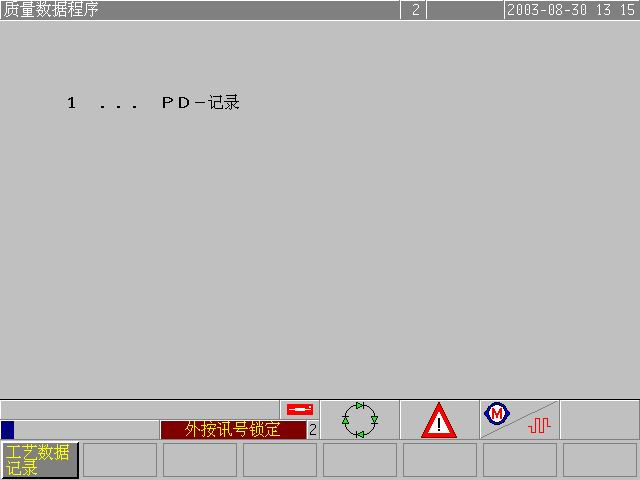 质量数据程序 2 2003-08-30 13 15
1 ... PD-记录
外按讯号锁定 2
M
工艺数据
记录